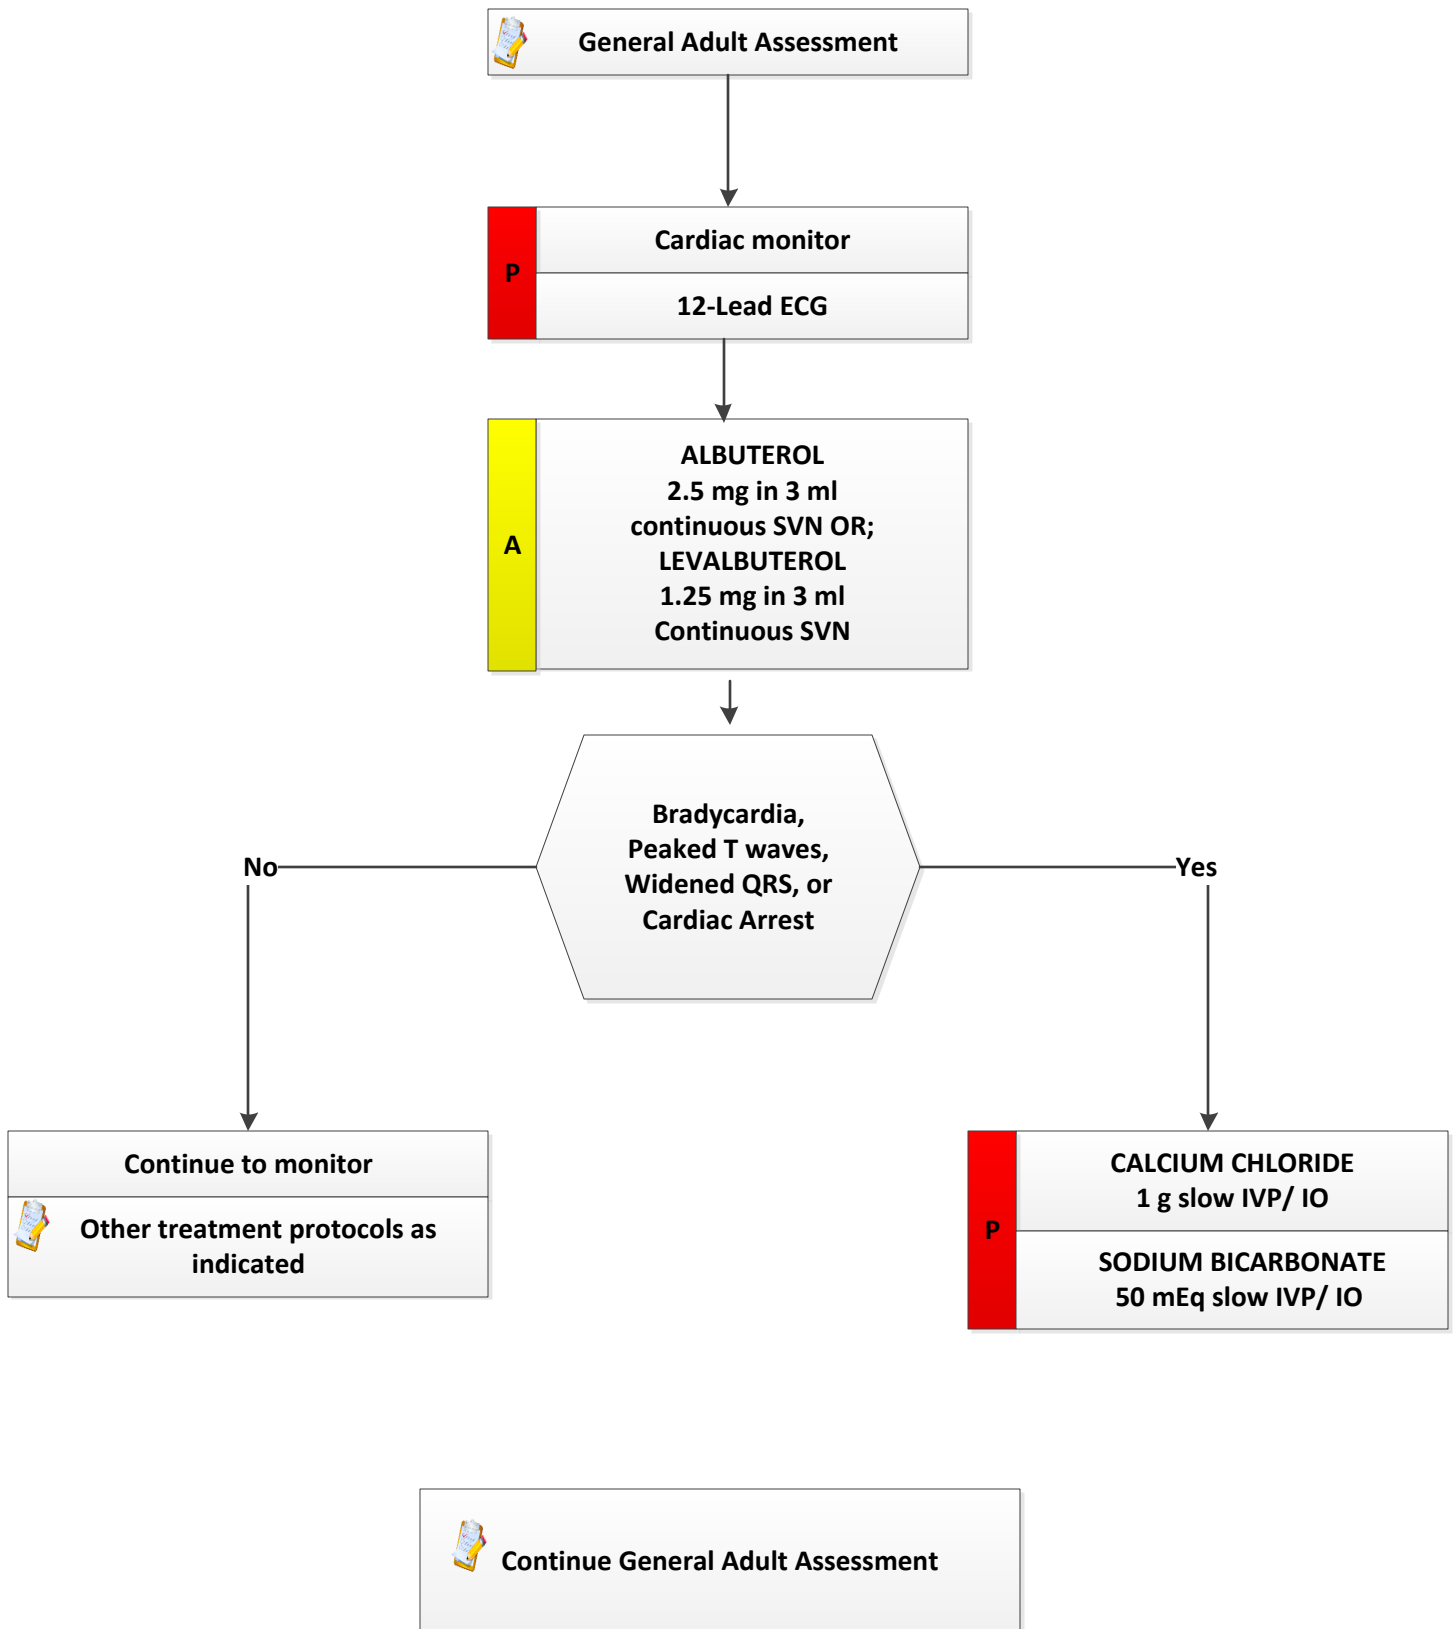 General Adult Assessment
P
Cardiac monitor
12-Lead ECG
A
ALBUTEROL
2.5 mg in 3 ml
continuous SVN OR;
LEVALBUTEROL
1.25 mg in 3 ml
Continuous SVN
Bradycardia,
Peaked T waves,
Widened QRS, or
Cardiac Arrest
No
Yes
Continue to monitor
Other treatment protocols as
indicated
P
CALCIUM CHLORIDE
1 g slow IVP/ IO
SODIUM BICARBONATE
50 mEq slow IVP/ IO
Continue General Adult Assessment